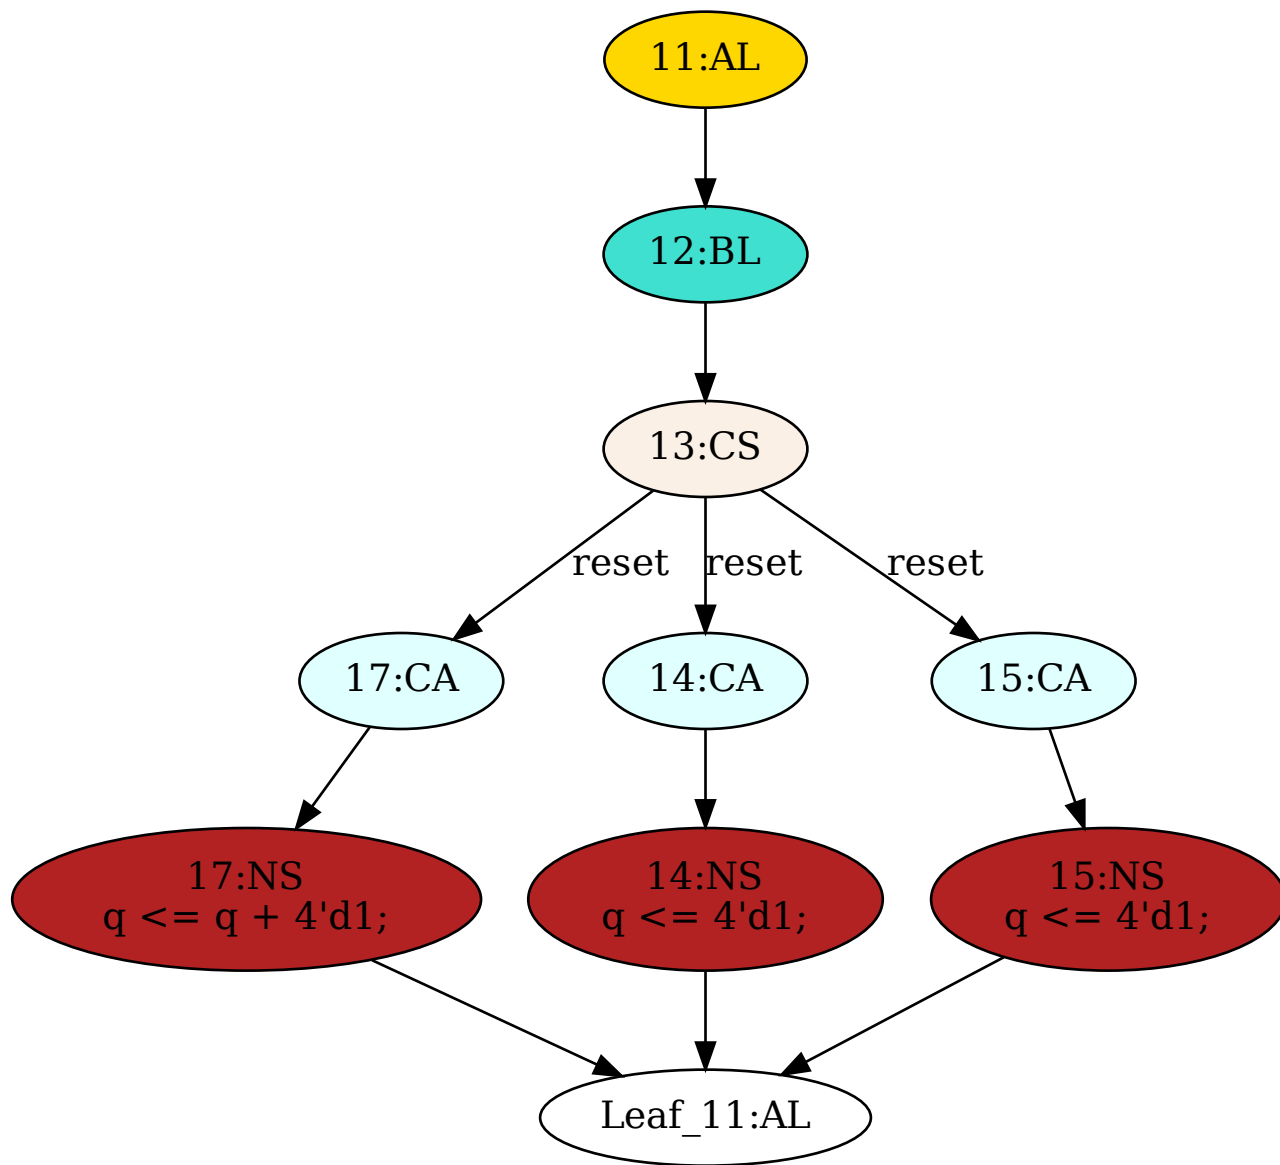 11:AL
12:BL
13:CS
reset
reset
reset
17:CA
14:CA
15:CA
17:NS
q <= q + 4'd1;
14:NS
q <= 4'd1;
15:NS
q <= 4'd1;
Leaf_11:AL